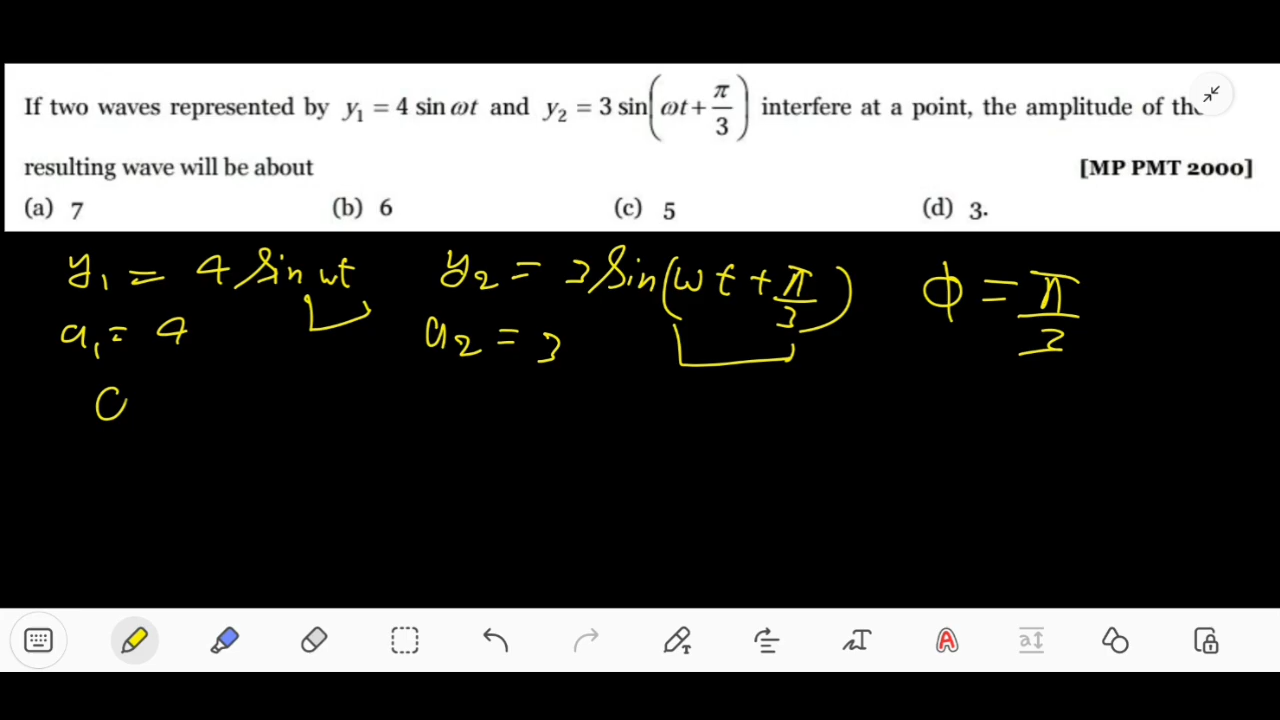 If two waves represented by y₁ = 4 sin ωt and y₂ = 3 sin(ωt + π/3) interfere at a point, the amplitude of the
resulting wave will be about [MP PMT 2000]
(a) 7 (b) 6 (c) 5 (d) 3.
y₁ = 4 Sin wt y₂ = 3 Sin(wt + π/3) ϕ = π/3
a₁ = 4 a₂ = 3
C